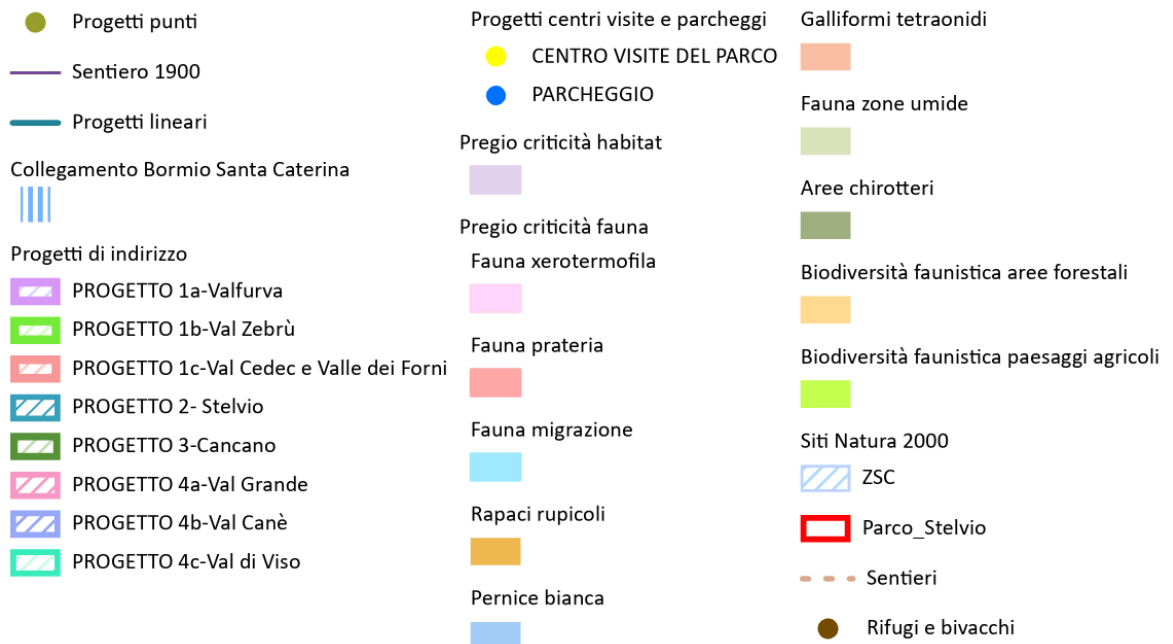 Progetti punti
Sentiero 1900
Progetti lineari
Collegamento Bormio Santa Caterina
Progetti di indirizzo
PROGETTO 1a-Valfurva
PROGETTO 1b-Val Zebrù
PROGETTO 1c-Val Cedec e Valle dei Forni
PROGETTO 2- Stelvio
PROGETTO 3-Cancano
PROGETTO 4a-Val Grande
PROGETTO 4b-Val Canè
PROGETTO 4c-Val di Viso
Progetti centri visite e parcheggi
CENTRO VISITE DEL PARCO
PARCHEGGIO
Pregio criticità habitat
Pregio criticità fauna
Fauna xerotermofila
Fauna prateria
Fauna migrazione
Rapaci rupicoli
Pernice bianca
Galliformi tetraonidi
Fauna zone umide
Aree chirotteri
Biodiversità faunistica aree forestali
Biodiversità faunistica paesaggi agricoli
Siti Natura 2000
ZSC
Parco_Stelvio
Sentieri
Rifugi e bivacchi